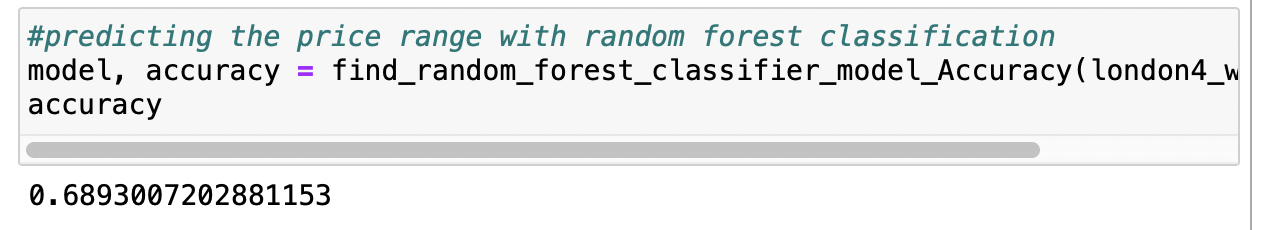 #predicting the price range with random forest classification
model, accuracy = find_random_forest_classifier_model_Accuracy(london4_w
accuracy
0.6893007202881153